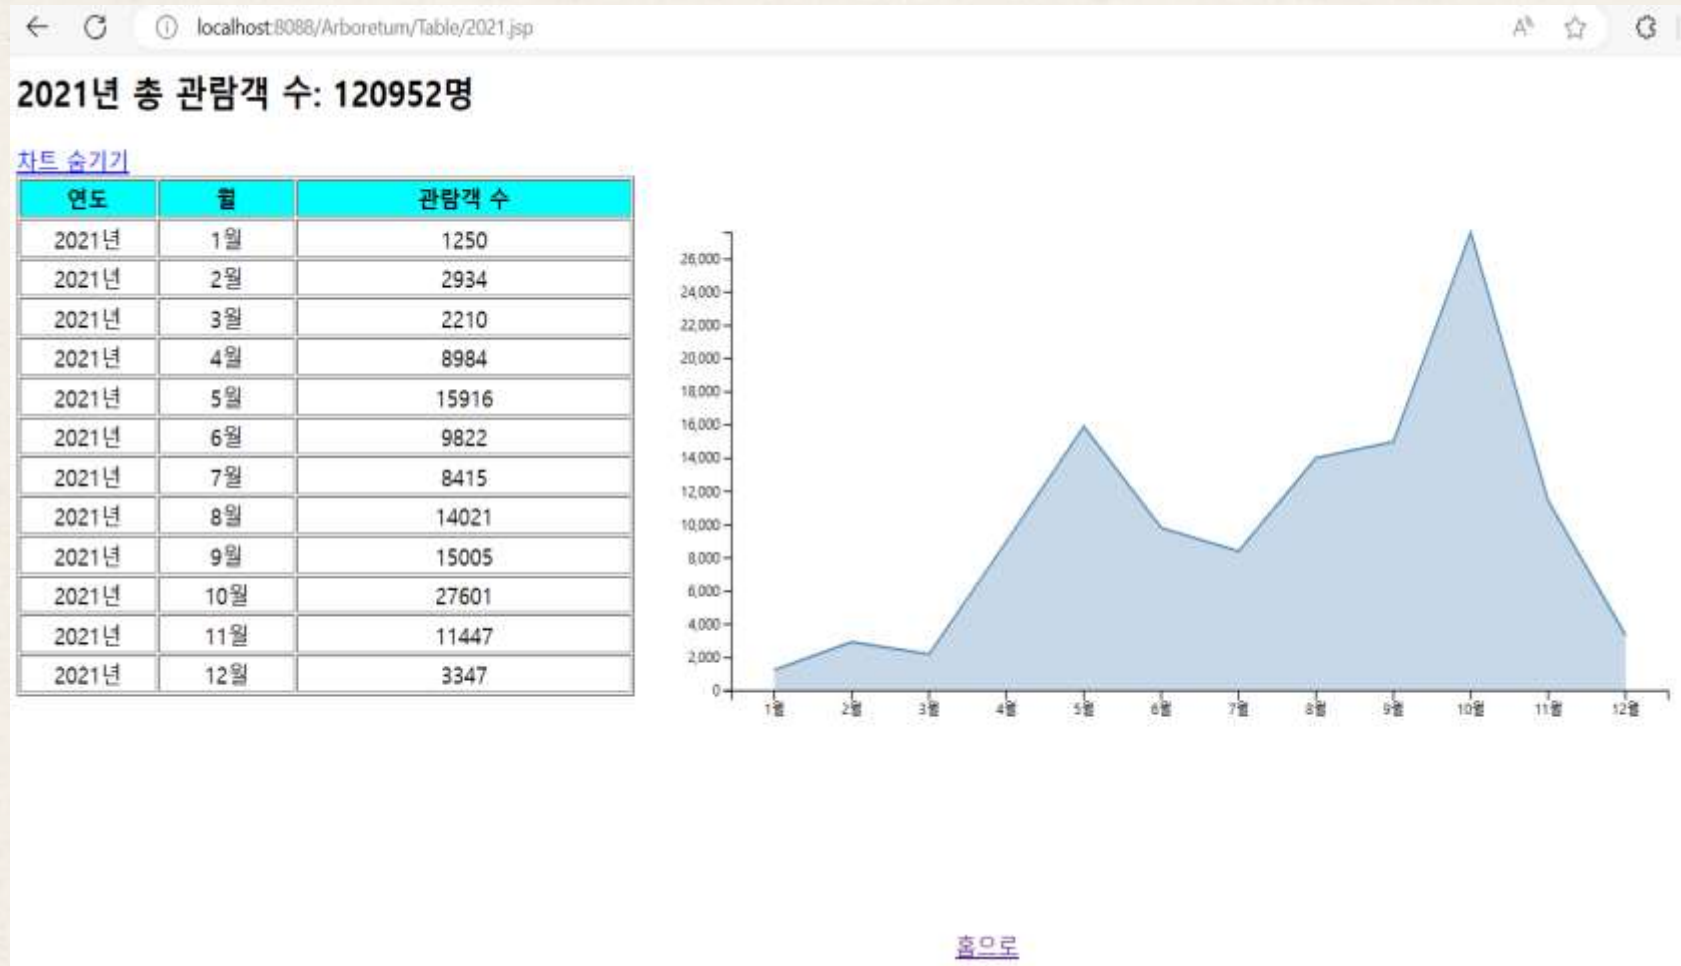 localhost:8088/Arboretum/Table/2021.jsp
2021년 총 관람객 수: 120952명
차트 숨기기
연도 월 관람객 수
2021년 1월 1250
2021년 2월 2934
2021년 3월 2210
2021년 4월 8984
2021년 5월 15916
2021년 6월 9822
2021년 7월 8415
2021년 8월 14021
2021년 9월 15005
2021년 10월 27601
2021년 11월 11447
2021년 12월 3347
26,000
24,000
22,000
20,000
18,000
16,000
14,000
12,000
10,000
8,000
6,000
4,000
2,000
0
1월 2월 3월 4월 5월 6월 7월 8월 9월 10월 11월 12월
홈으로